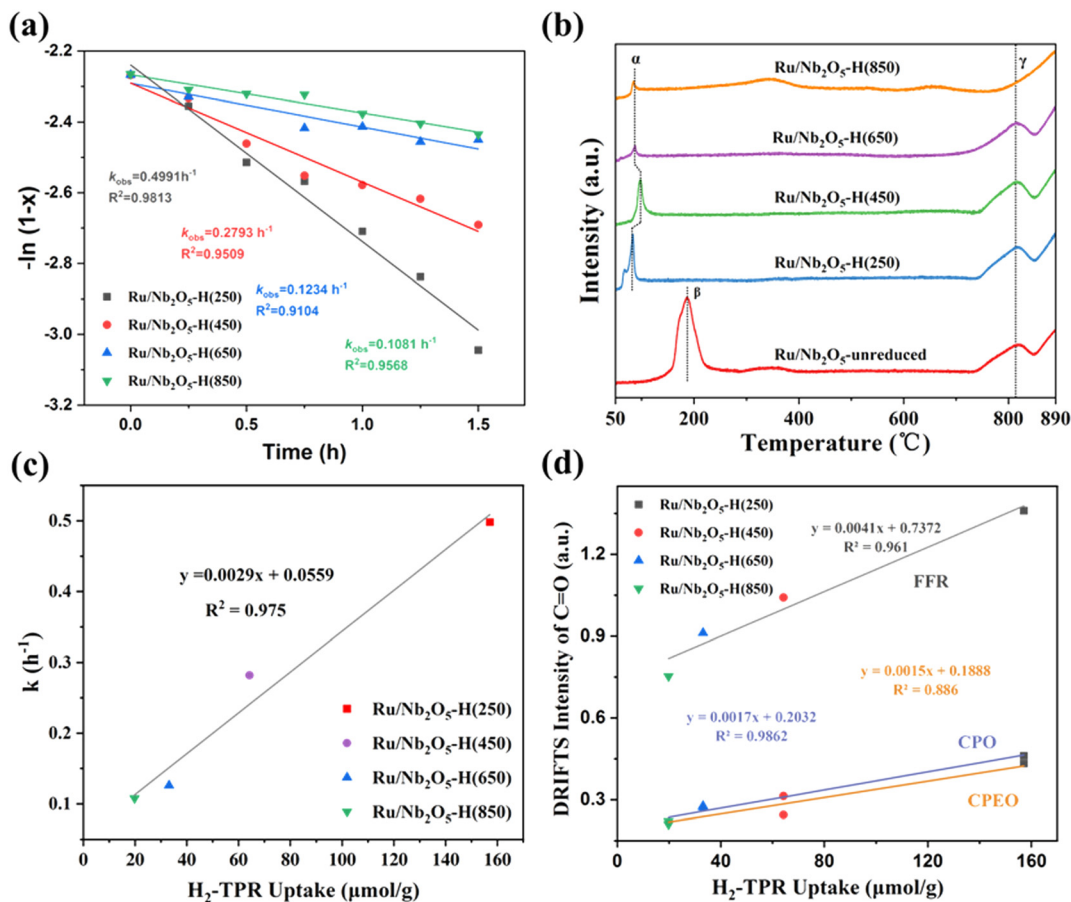 (a)
-2.2
-2.4
-2.6
-2.8
-3.0
-3.2
-ln (1-x)
k_obs=0.4991h⁻¹
R²=0.9813
k_obs=0.2793 h⁻¹
R²=0.9509
k_obs=0.1234 h⁻¹
R²=0.9104
k_obs=0.1081 h⁻¹
R²=0.9568
Ru/Nb₂O₅-H(250)
Ru/Nb₂O₅-H(450)
Ru/Nb₂O₅-H(650)
Ru/Nb₂O₅-H(850)
0.0 0.5 1.0 1.5
Time (h)
(b)
Intensity (a.u.)
α
γ
Ru/Nb₂O₅-H(850)
Ru/Nb₂O₅-H(650)
Ru/Nb₂O₅-H(450)
Ru/Nb₂O₅-H(250)
β
Ru/Nb₂O₅-unreduced
50 200 400 600 800 890
Temperature (℃)
(c)
0.5
0.4
0.3
0.2
0.1
k (h⁻¹)
y =0.0029x + 0.0559
R² = 0.975
Ru/Nb₂O₅-H(250)
Ru/Nb₂O₅-H(450)
Ru/Nb₂O₅-H(650)
Ru/Nb₂O₅-H(850)
0 20 40 60 80 100 120 140 160
H₂-TPR Uptake (μmol/g)
(d)
1.2
0.9
0.6
0.3
DRIFTS Intensity of C=O (a.u.)
Ru/Nb₂O₅-H(250)
Ru/Nb₂O₅-H(450)
Ru/Nb₂O₅-H(650)
Ru/Nb₂O₅-H(850)
y = 0.0041x + 0.7372
R² = 0.961
FFR
y = 0.0015x + 0.1888
R² = 0.886
y = 0.0017x + 0.2032
R² = 0.9862
CPO
CPEO
0 40 80 120 160
H₂-TPR Uptake (μmol/g)